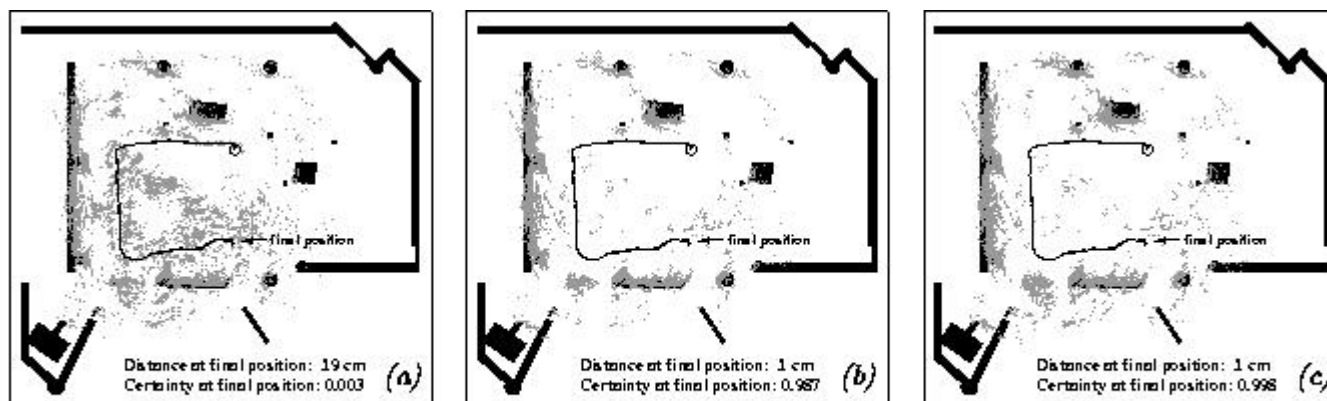 final position
Distance at final position: 19 cm
Certainty at final position: 0.003
(a)
final position
Distance at final position: 1 cm
Certainty at final position: 0.987
(b)
final position
Distance at final position: 1 cm
Certainty at final position: 0.998
(c)